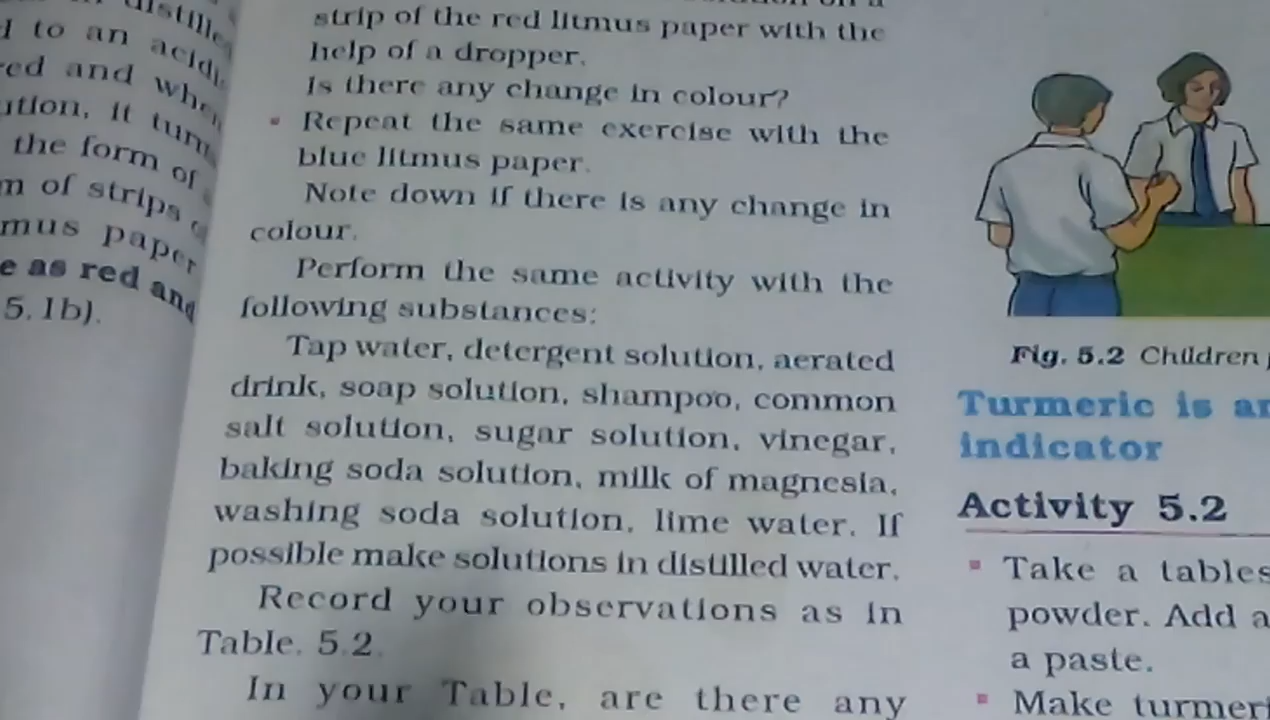 d to an acidi
red and when
ution, it turns
the form of
m of strips
mus paper
e as red and
5.1b).
strip of the red litmus paper with the
help of a dropper.
Is there any change in colour?
▪ Repeat the same exercise with the
blue litmus paper.
Note down if there is any change in
colour.
Perform the same activity with the
following substances:
Tap water, detergent solution, aerated
drink, soap solution, shampoo, common
salt solution, sugar solution, vinegar,
baking soda solution, milk of magnesia,
washing soda solution, lime water. If
possible make solutions in distilled water.
Record your observations as in
Table. 5.2.
In your Table, are there any
Fig. 5.2 Children
Turmeric is a
indicator
Activity 5.2
▪ Take a tables
powder. Add a
a paste.
▪ Make turmeri